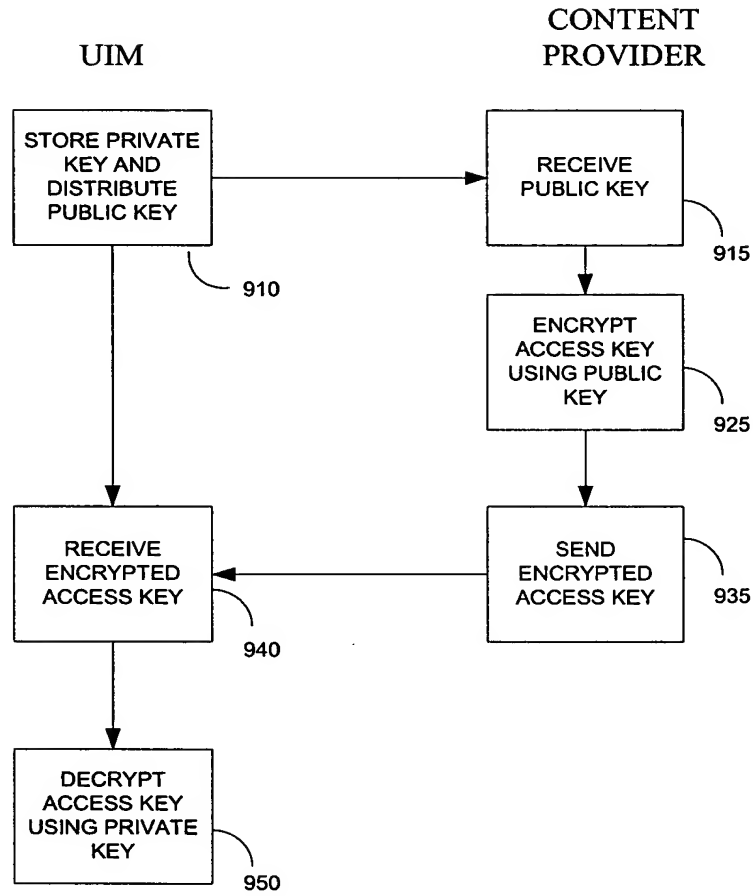 UIM
CONTENT
PROVIDER
STORE PRIVATE
KEY AND
DISTRIBUTE
PUBLIC KEY
910
RECEIVE
PUBLIC KEY
915
ENCRYPT
ACCESS KEY
USING PUBLIC
KEY
925
RECEIVE
ENCRYPTED
ACCESS KEY
940
SEND
ENCRYPTED
ACCESS KEY
935
DECRYPT
ACCESS KEY
USING PRIVATE
KEY
950